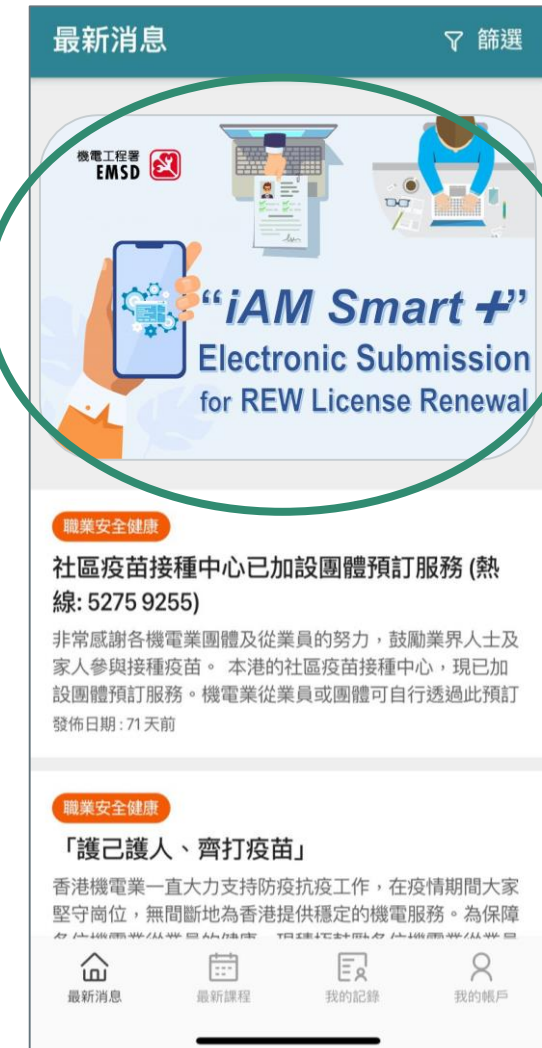 最新消息
篩選
機電工程署
EMSD
“iAM Smart +”
Electronic Submission
for REW License Renewal
職業安全健康
社區疫苗接種中心已加設團體預訂服務 (熱
線: 5275 9255)
非常感謝各機電業團體及從業員的努力，鼓勵業界人士及
家人參與接種疫苗。 本港的社區疫苗接種中心，現已加
設團體預訂服務。機電業從業員或團體可自行透過此預訂
發佈日期 : 71 天前
職業安全健康
「護己護人、齊打疫苗」
香港機電業一直大力支持防疫抗疫工作，在疫情期間大家
堅守崗位，無間斷地為香港提供穩定的機電服務。為保障
最新消息
最新課程
我的記錄
我的帳戶